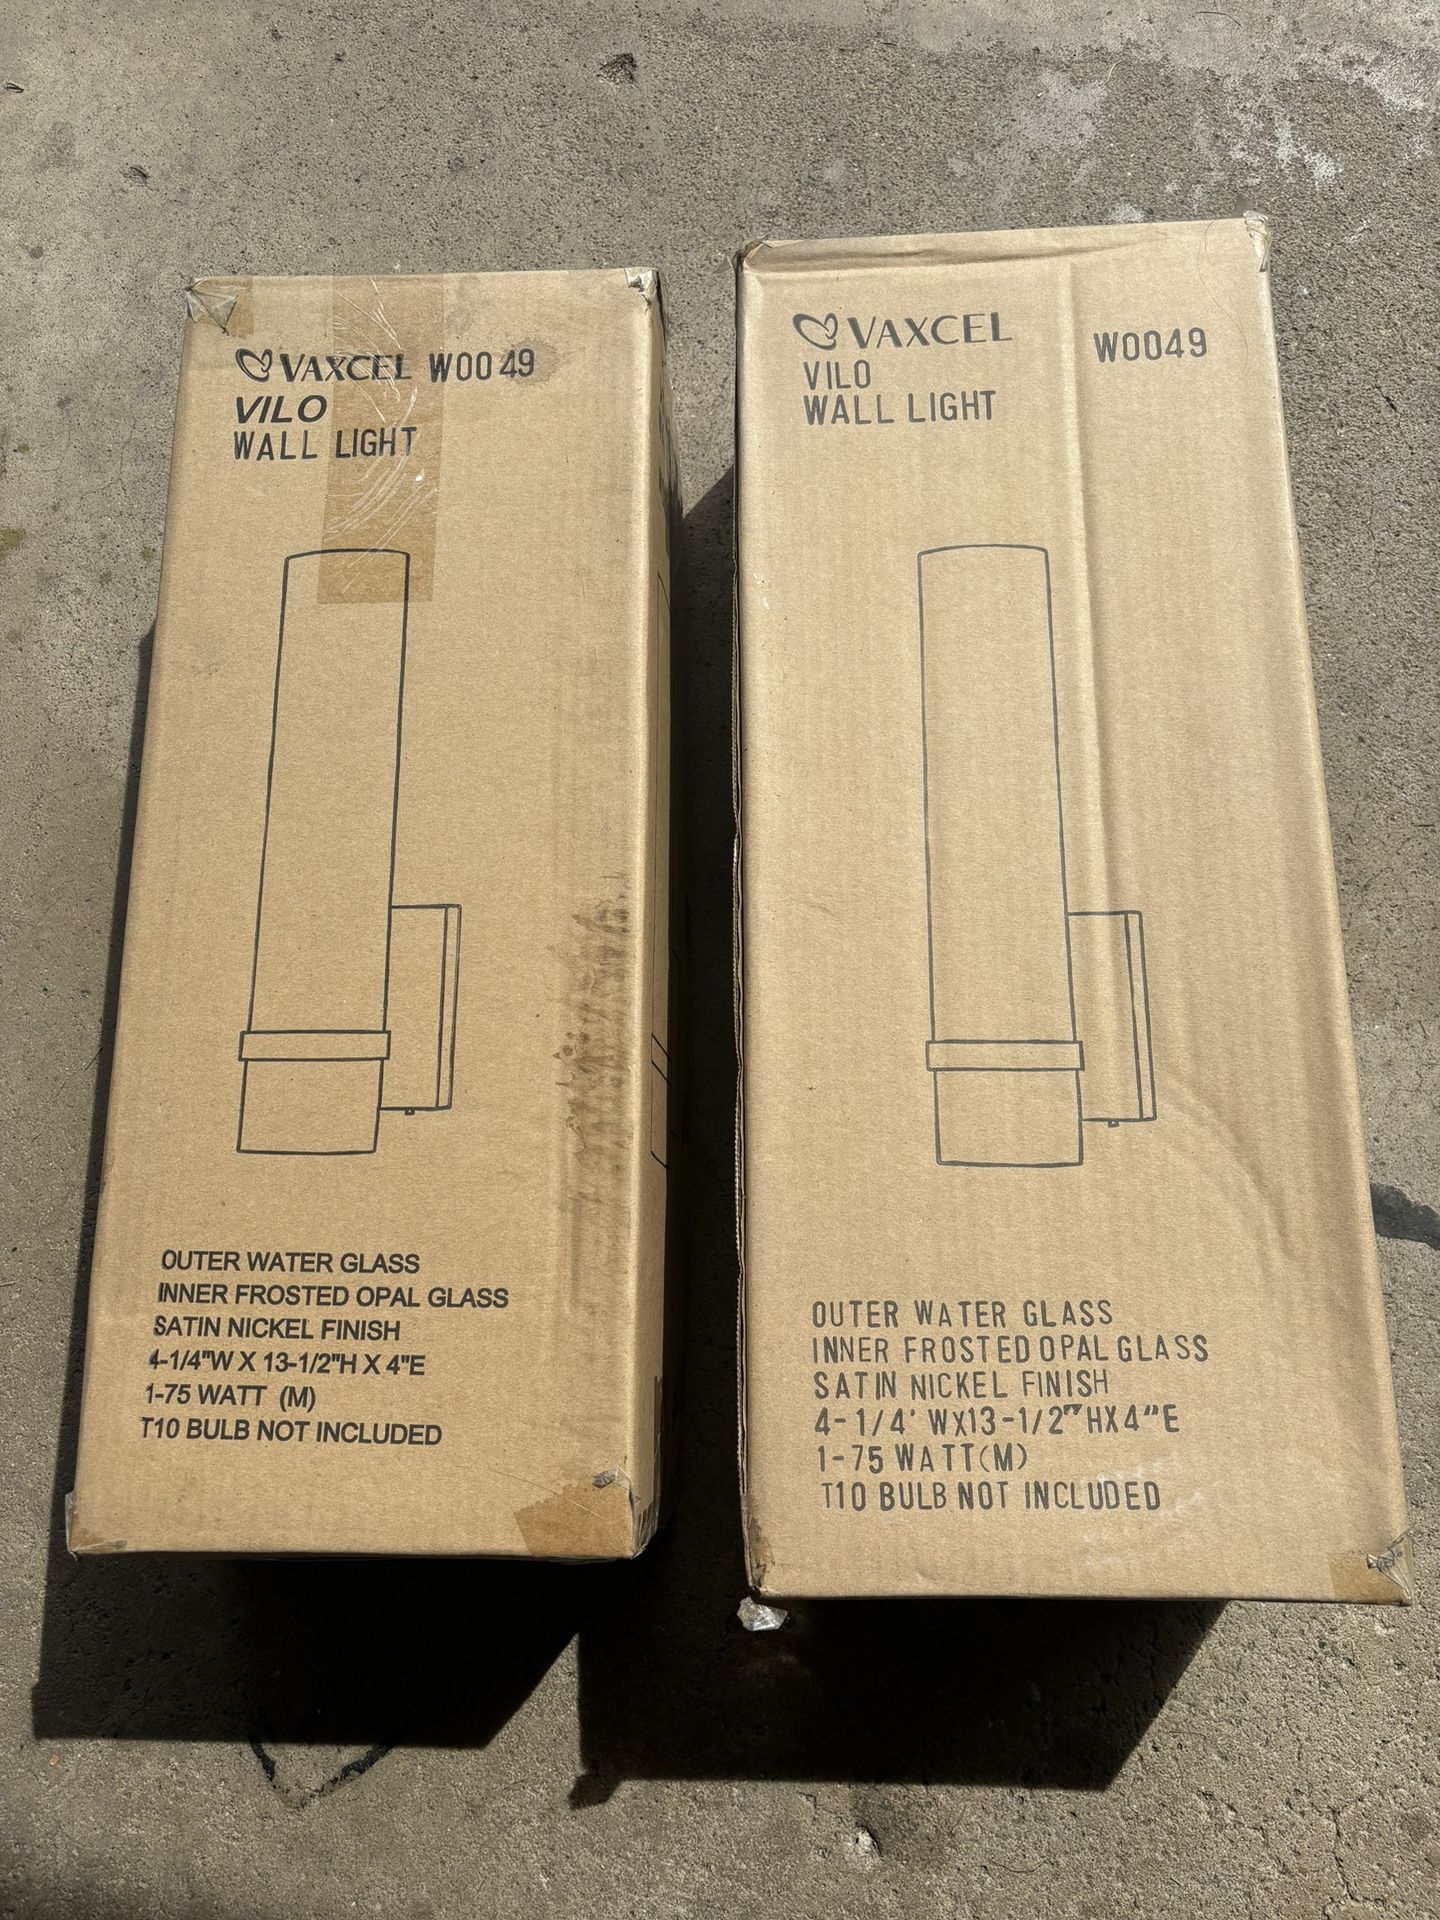 VAXCEL W0049
VILO
WALL LIGHT
OUTER WATER GLASS
INNER FROSTED OPAL GLASS
SATIN NICKEL FINISH
4-1/4"W X 13-1/2"H X 4"E
1-75 WATT (M)
T10 BULB NOT INCLUDED
VAXCEL W0049
VILO
WALL LIGHT
OUTER WATER GLASS
INNER FROSTED OPAL GLASS
SATIN NICKEL FINISH
4-1/4' WX13-1/2"HX4"E
1-75 WATT(M)
T10 BULB NOT INCLUDED